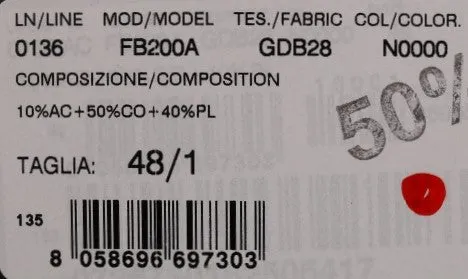 LN/LINE MOD/MODEL TES./FABRIC COL/COLOR.
0136 FB200A GDB28 N0000
COMPOSIZIONE/COMPOSITION
10%AC+50%CO+40%PL
50%
TAGLIA: 48/1
135
8 058696 697303